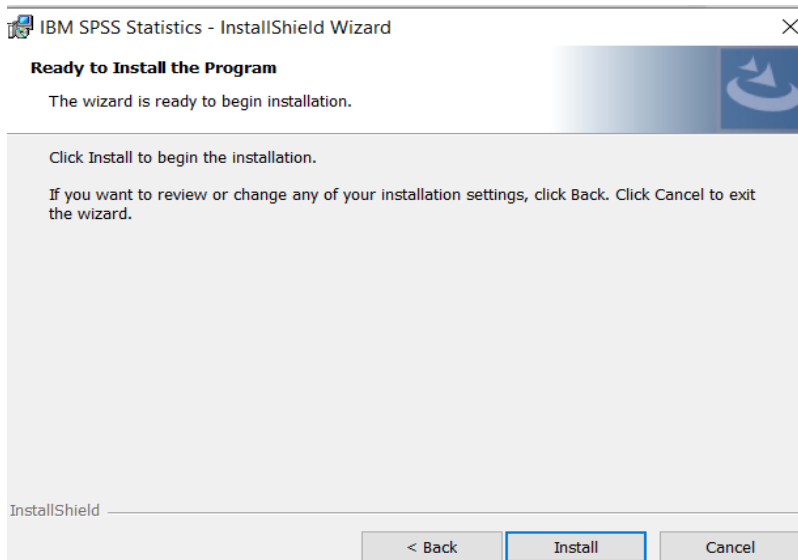 IBM SPSS Statistics - InstallShield Wizard
Ready to Install the Program
The wizard is ready to begin installation.
Click Install to begin the installation.
If you want to review or change any of your installation settings, click Back. Click Cancel to exit
the wizard.
InstallShield
< Back Install Cancel